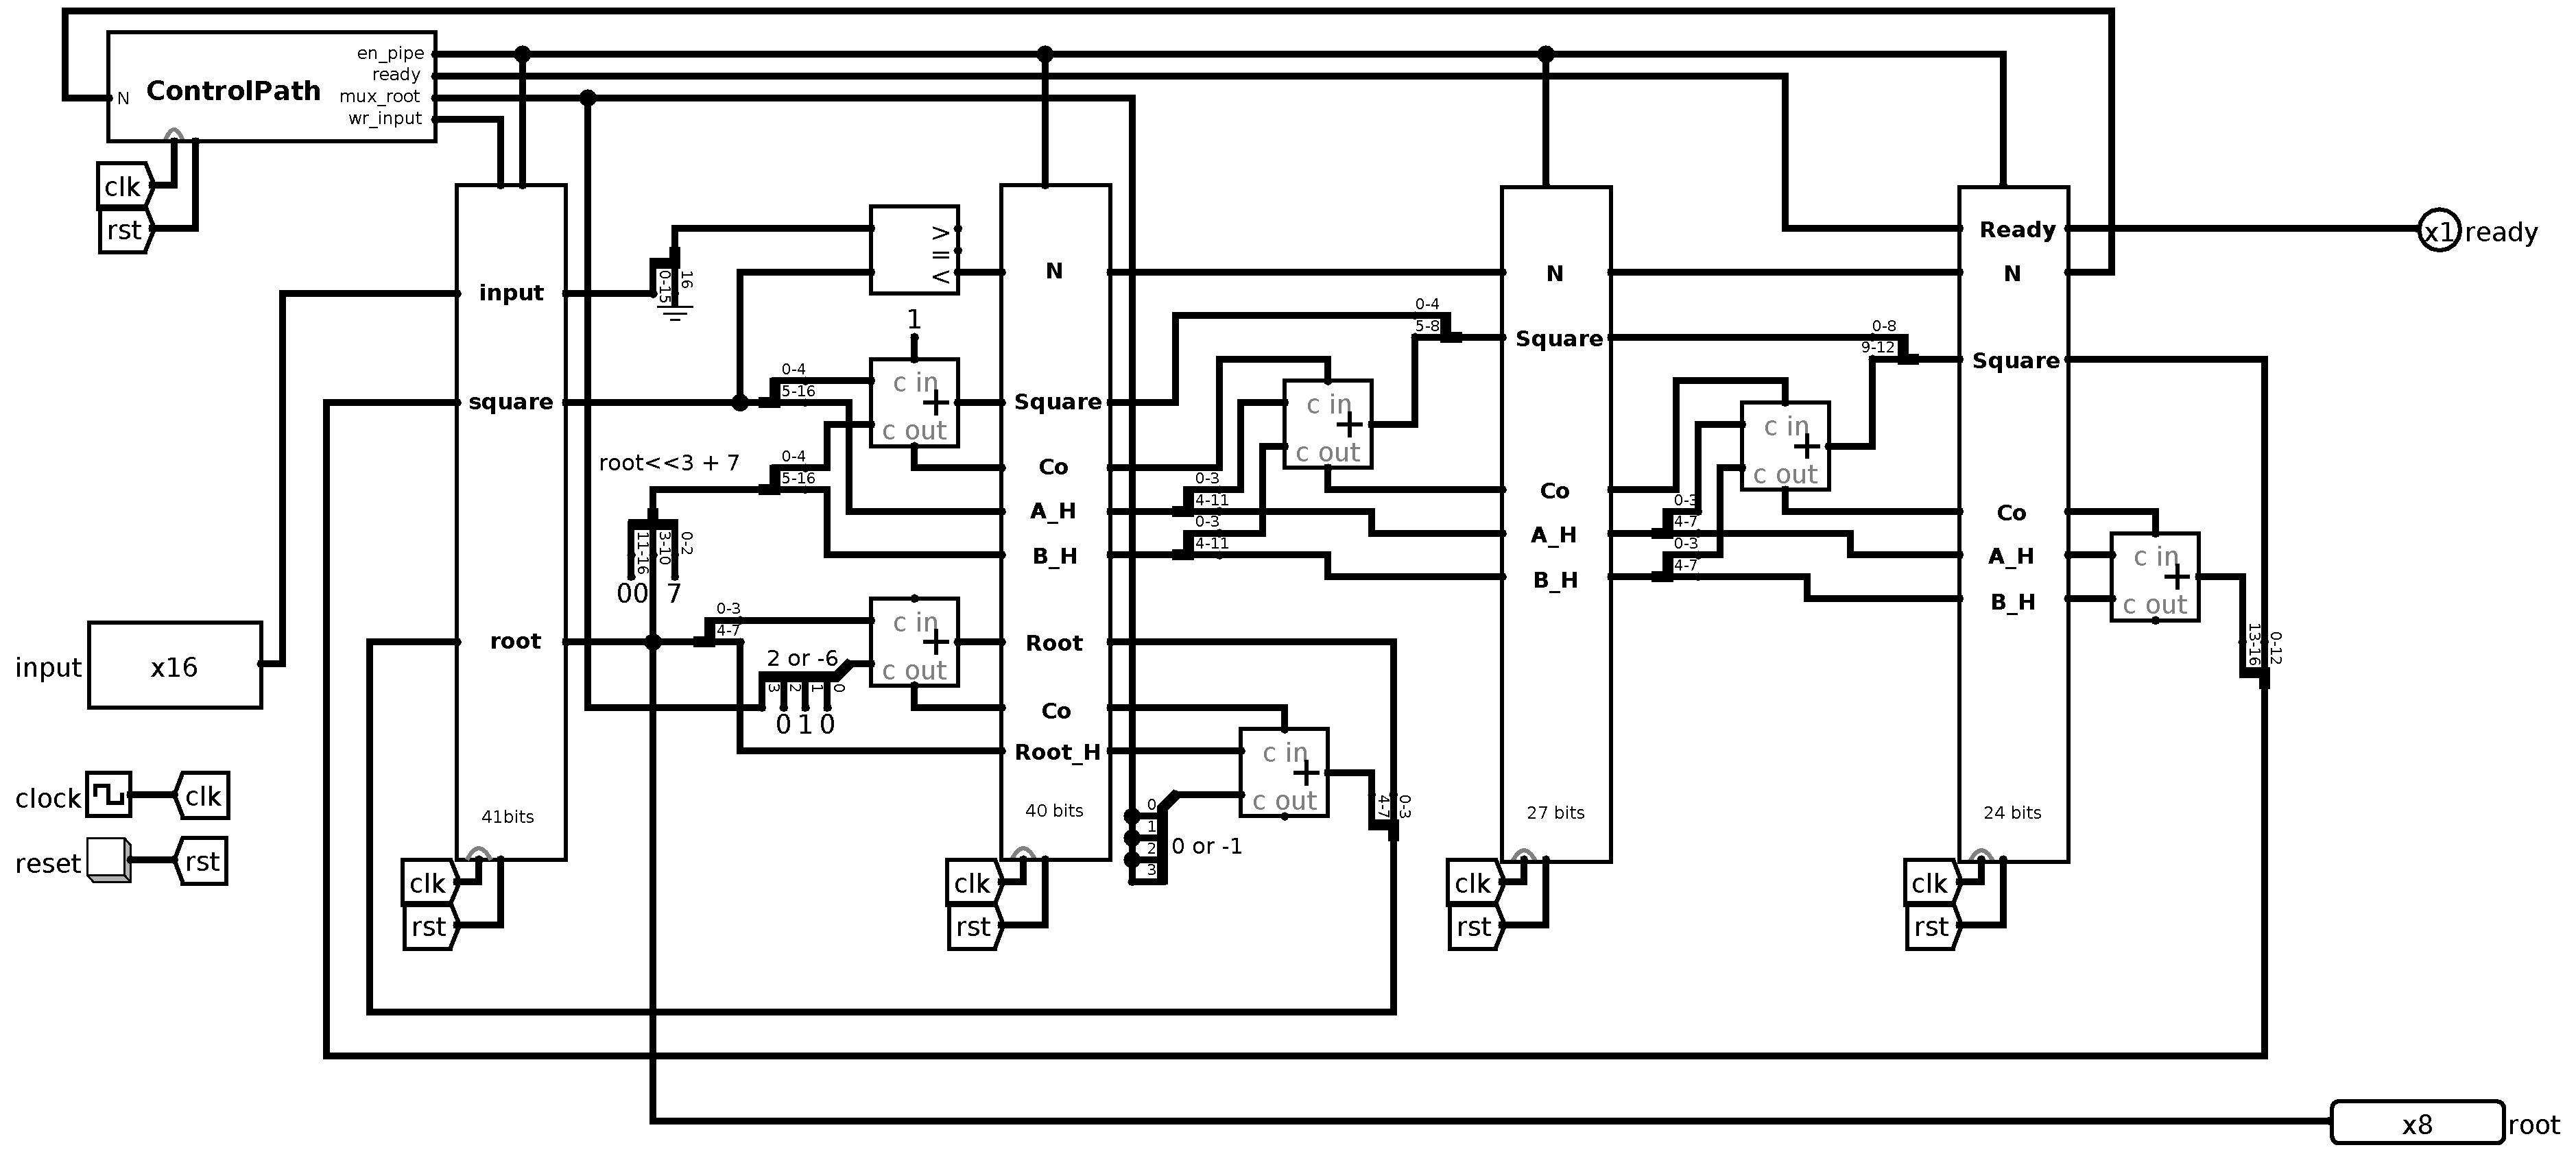 en_pipe
ready
N ControlPath mux_root
wr_input
clk
rst
input
square
root
41bits
clk
rst
input x16
clock clk
reset rst
0-15
16
> = <
1
0-4
5-16
c in
+
c out
root<<3 + 7
0-4
5-16
11-16
3-10
0-2
00 7
0-3
4-7
2 or -6
3 2 1 0
0 1 0
c in
+
c out
N
Square
Co
A_H
B_H
Root
Co
Root_H
40 bits
clk
rst
0-4
5-8
c in
+
c out
0-3
4-11
0-3
4-11
c in
+
c out
0
1
2
3
0 or -1
4-7
0-3
N
Square
Co
A_H
B_H
27 bits
clk
rst
0-8
9-12
c in
+
c out
0-3
4-7
0-3
4-7
Ready
N
Square
Co
A_H
B_H
24 bits
clk
rst
c in
+
c out
13-16
0-12
x1 ready
x8 root